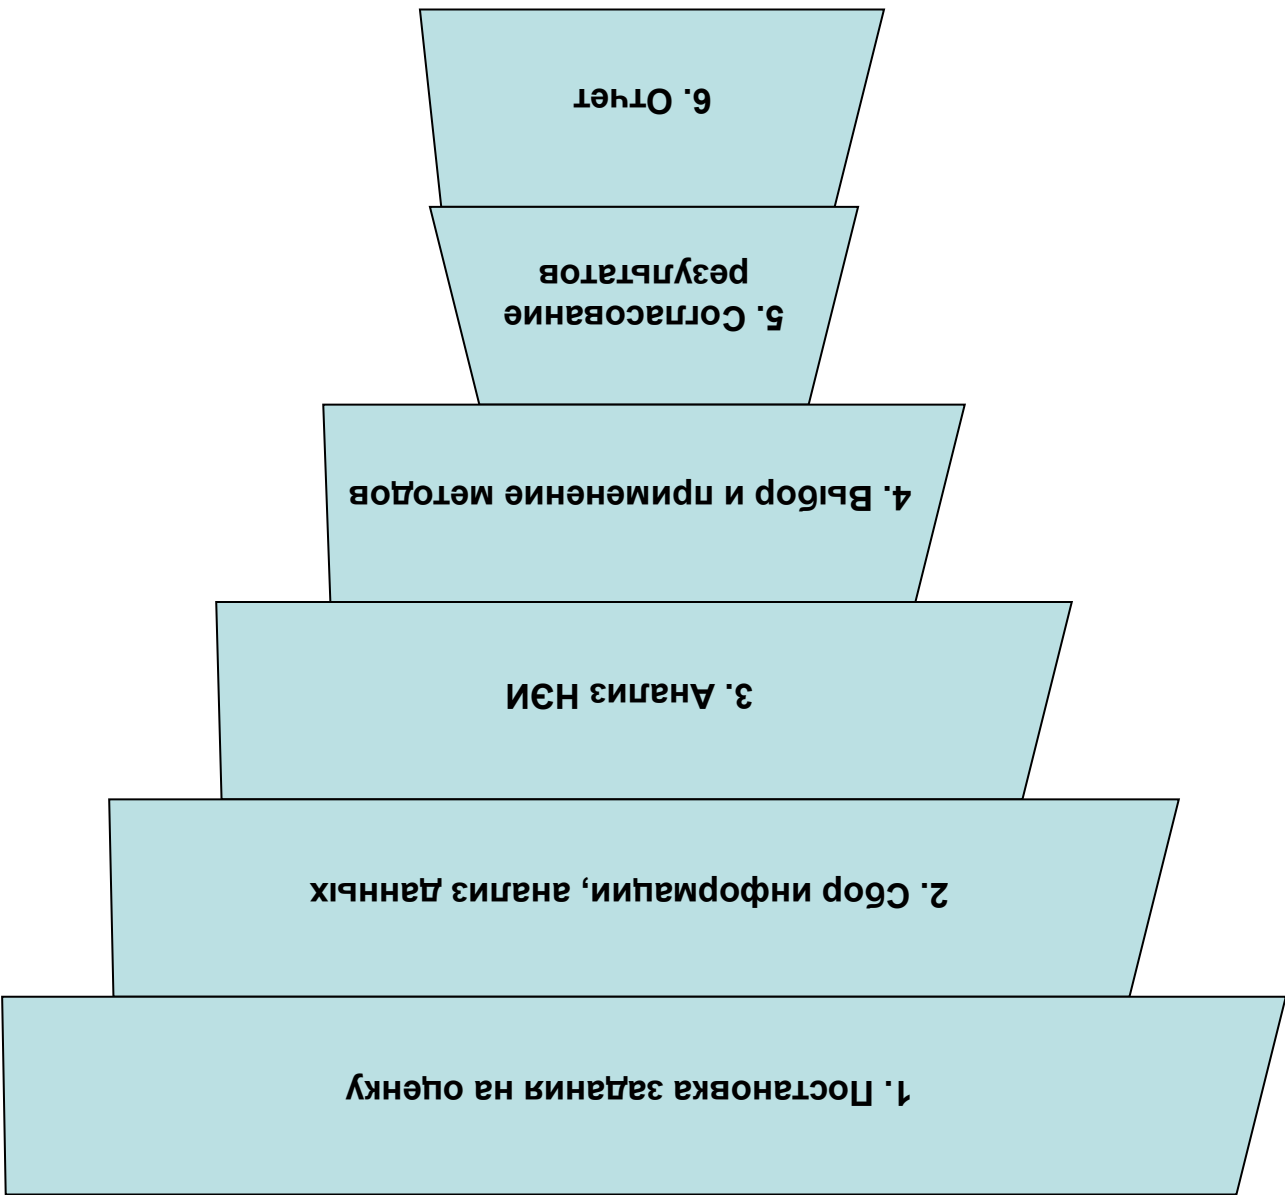 1. Постановка задания на оценку
2. Сбор информации, анализ данных
3. Анализ НЭИ
4. Выбор и применение методов
5. Согласование
результатов
6. Отчет